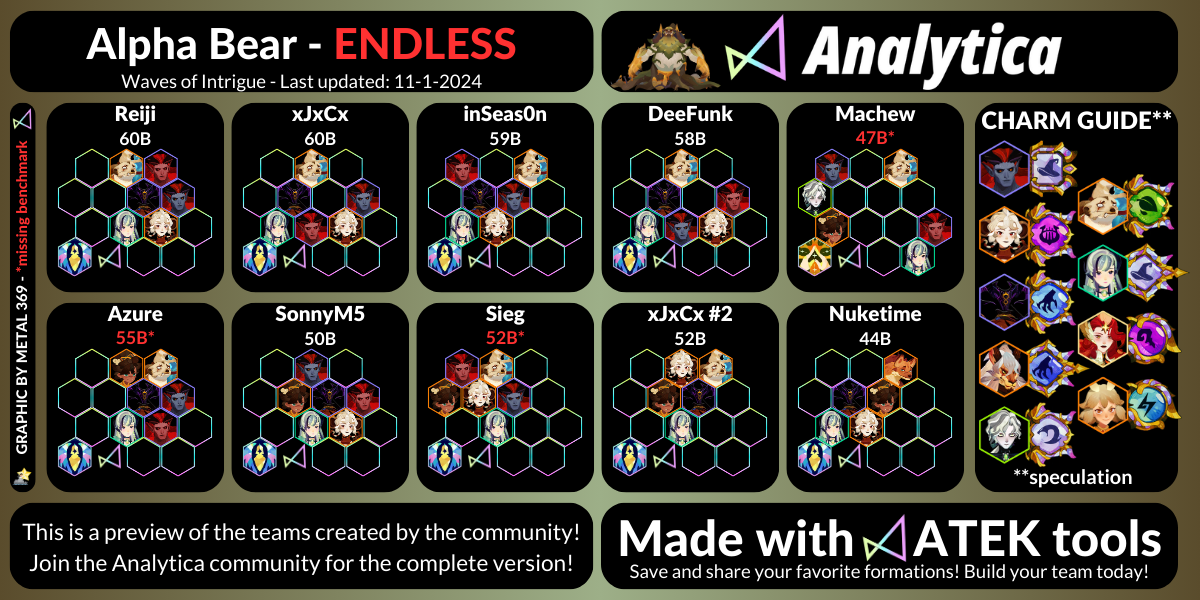 Alpha Bear - ENDLESS
Waves of Intrigue - Last updated: 11-1-2024
Analytica
GRAPHIC BY METAL 369 *missing benchmark
Reiji
60B
xJxCx
60B
inSeas0n
59B
DeeFunk
58B
Machew
47B*
Azure
55B*
SonnyM5
50B
Sieg
52B*
xJxCx #2
52B
Nuketime
44B
CHARM GUIDE**
**speculation
This is a preview of the teams created by the community!
Join the Analytica community for the complete version!
Made with ATEK tools
Save and share your favorite formations! Build your team today!